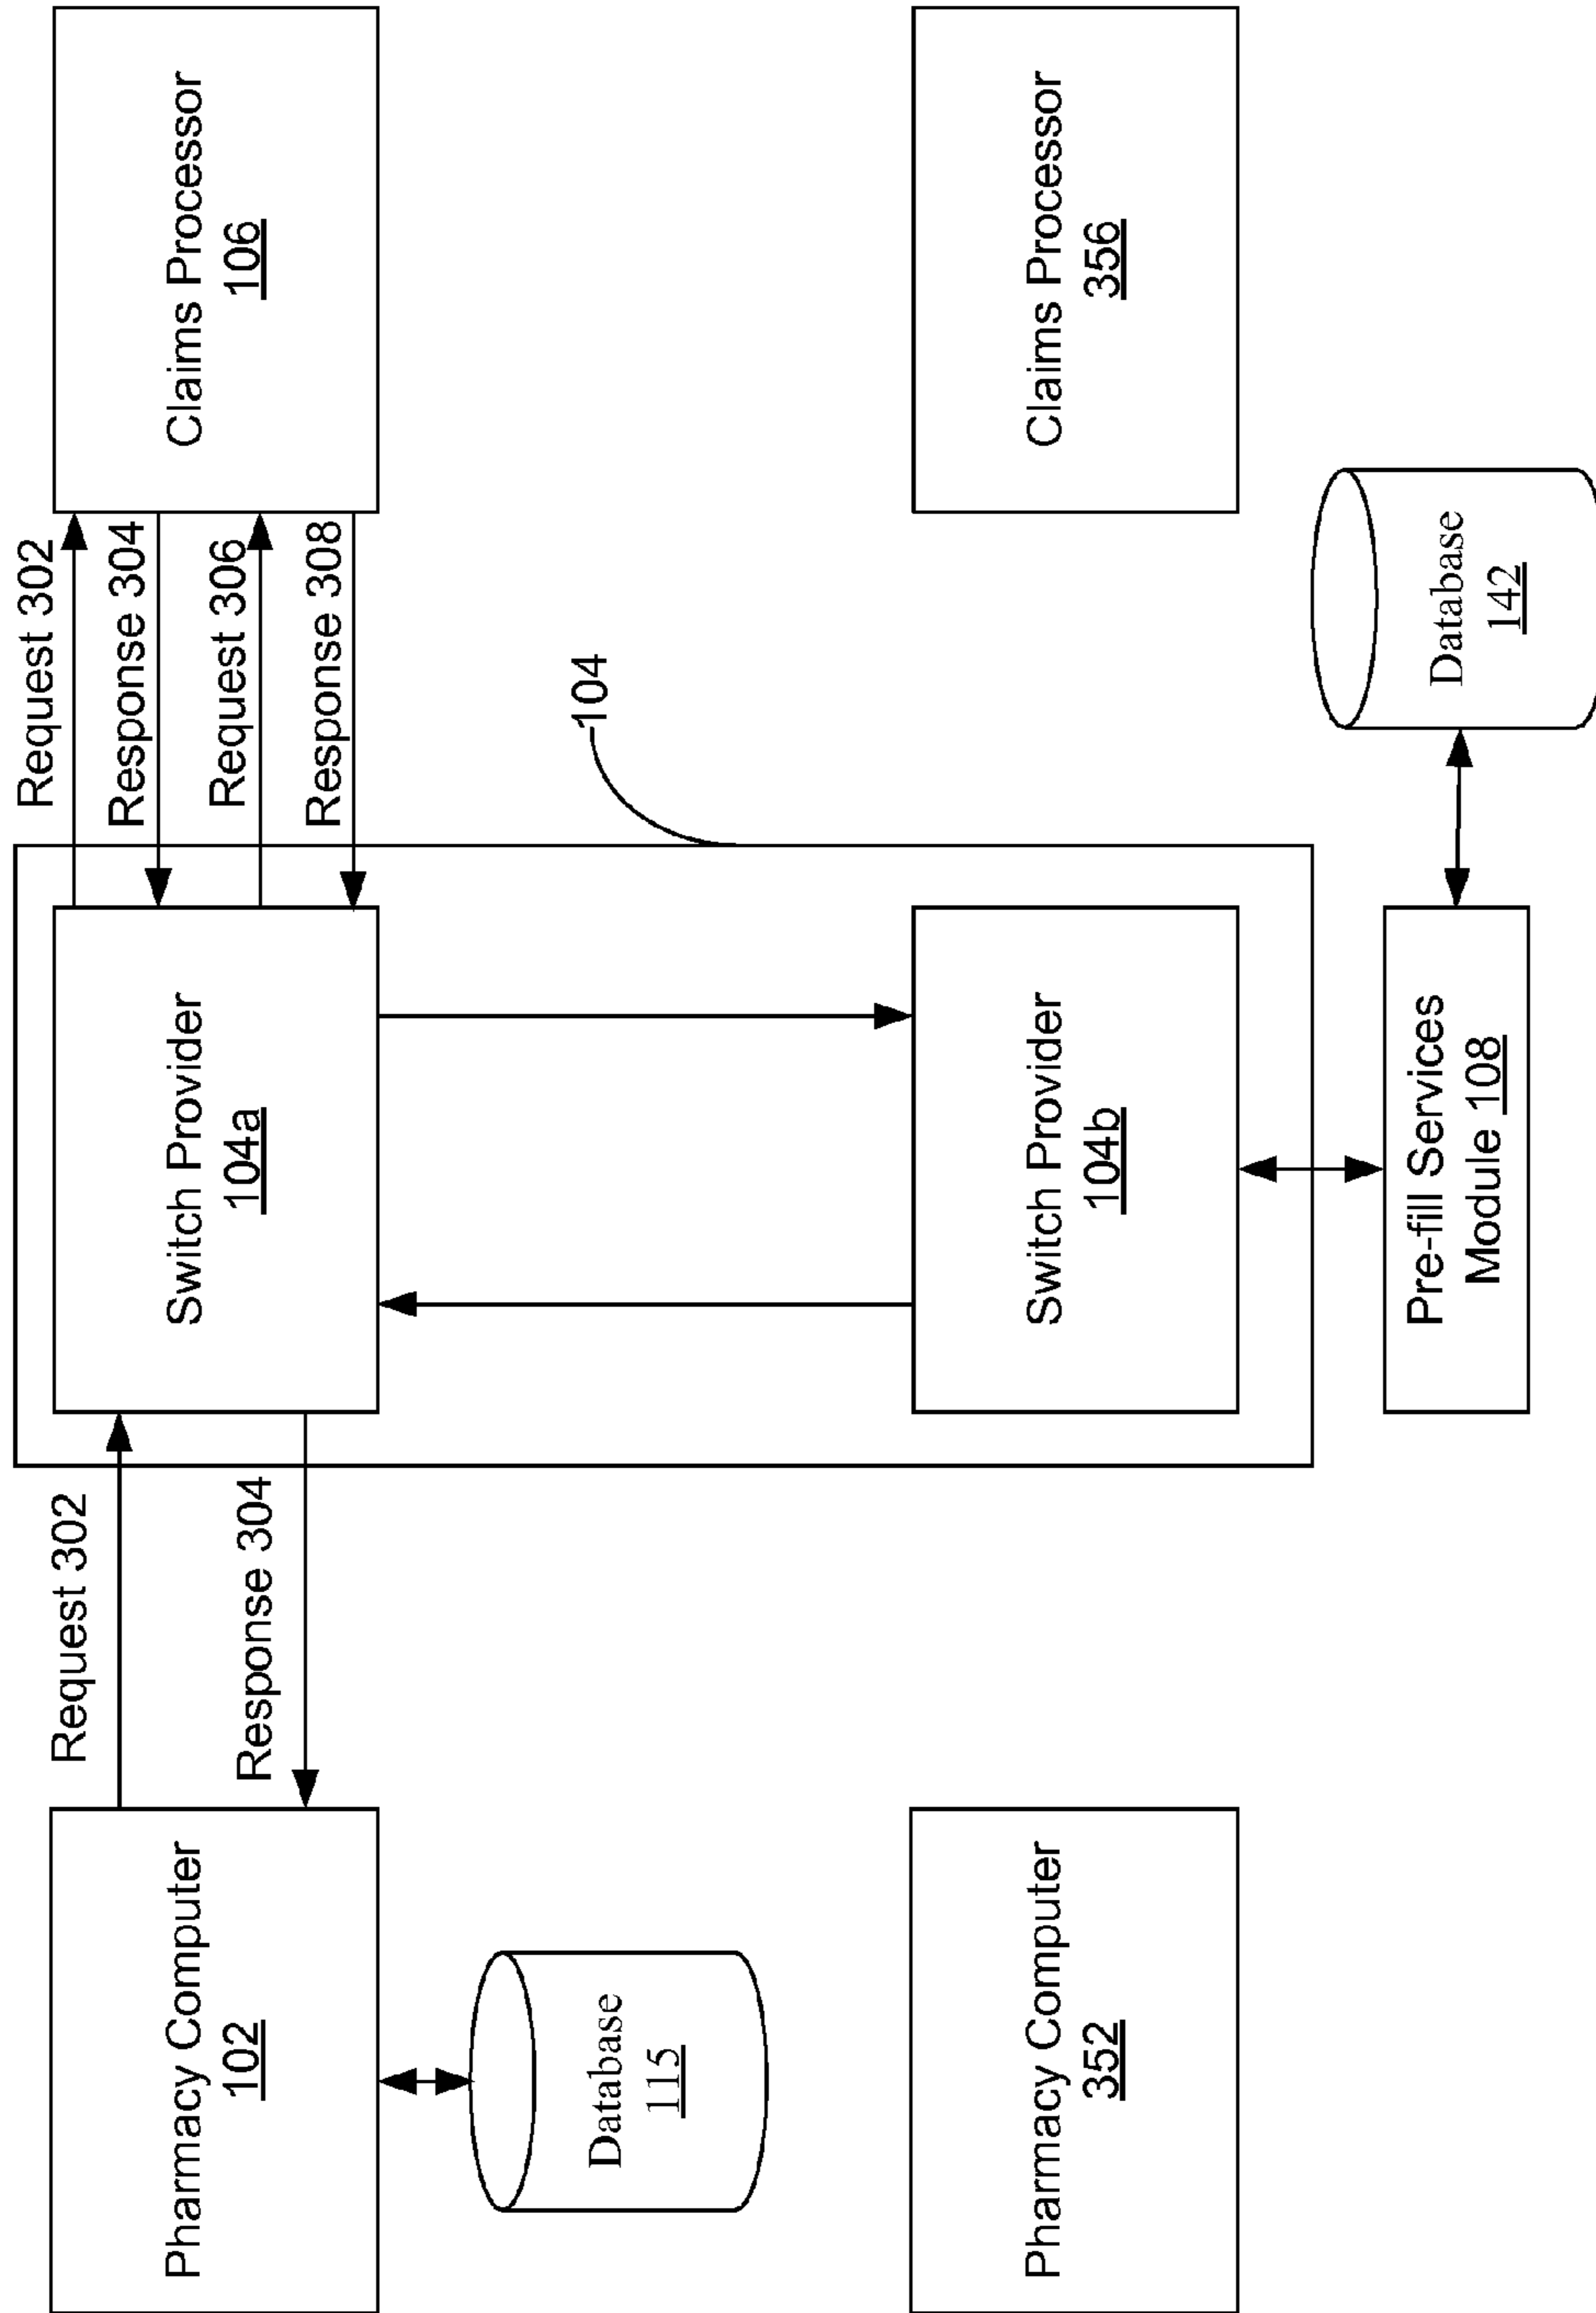 Pharmacy Computer
102
Request 302
Response 304
Switch Provider
104a
Request 302
Response 304
Request 306
Response 308
Claims Processor
106
Database
115
104
Pharmacy Computer
352
Switch Provider
104b
Claims Processor
356
Pre-fill Services
Module 108
Database
142